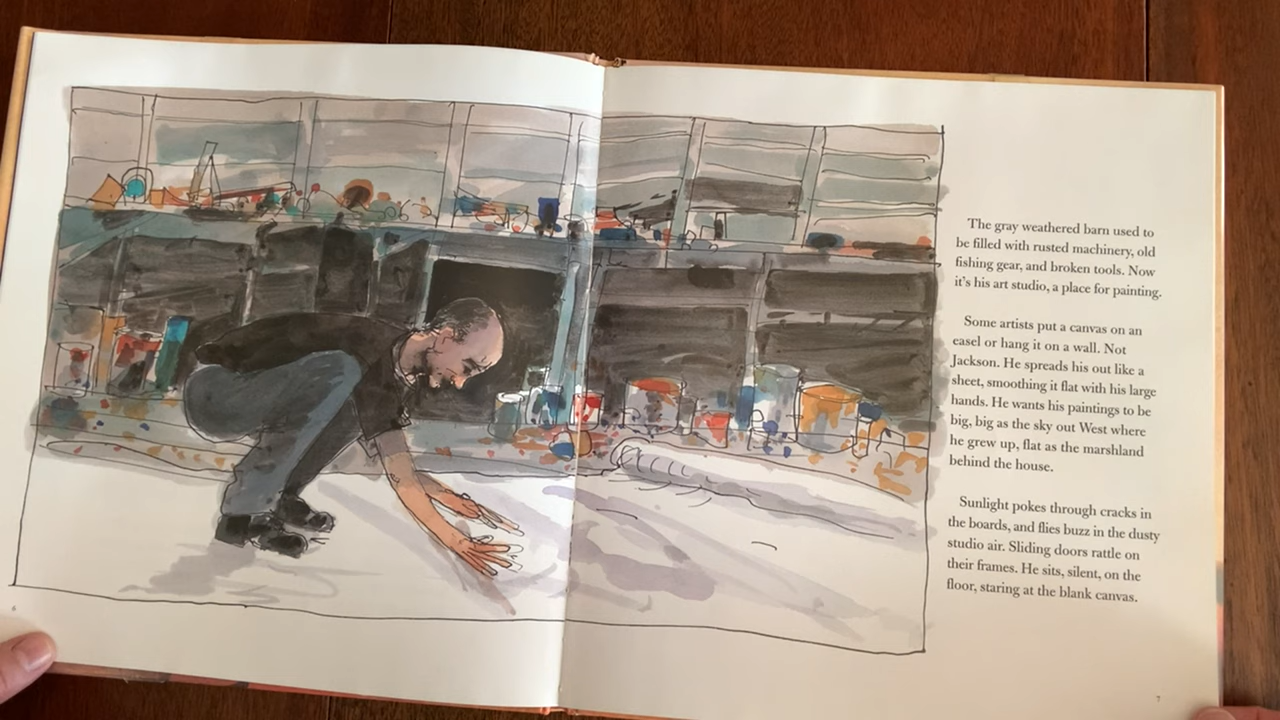 The gray weathered barn used to
be filled with rusted machinery, old
fishing gear, and broken tools. Now
it's his art studio, a place for painting.
Some artists put a canvas on an
easel or hang it on a wall. Not
Jackson. He spreads his out like a
sheet, smoothing it flat with his large
hands. He wants his paintings to be
big, big as the sky out West where
he grew up, flat as the marshland
behind the house.
Sunlight pokes through cracks in
the boards, and flies buzz in the dusty
studio air. Sliding doors rattle on
their frames. He sits, silent, on the
floor, staring at the blank canvas.
6
7